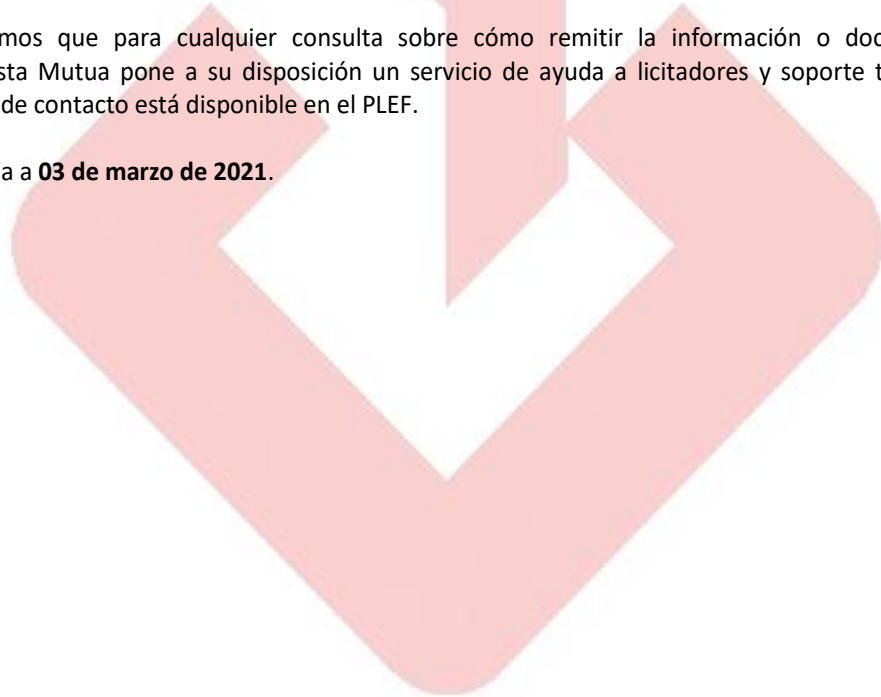 mos que para cualquier consulta sobre cómo remitir la información o doc
sta Mutua pone a su disposición un servicio de ayuda a licitadores y soporte t
de contacto está disponible en el PLEF.
a a 03 de marzo de 2021.